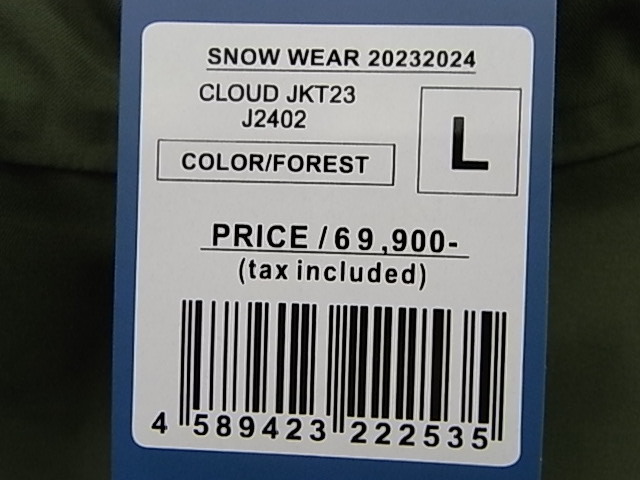 SNOW WEAR 20232024
CLOUD JKT23
J2402
L
COLOR/FOREST
PRICE /69,900-
(tax included)
4 589423 222535